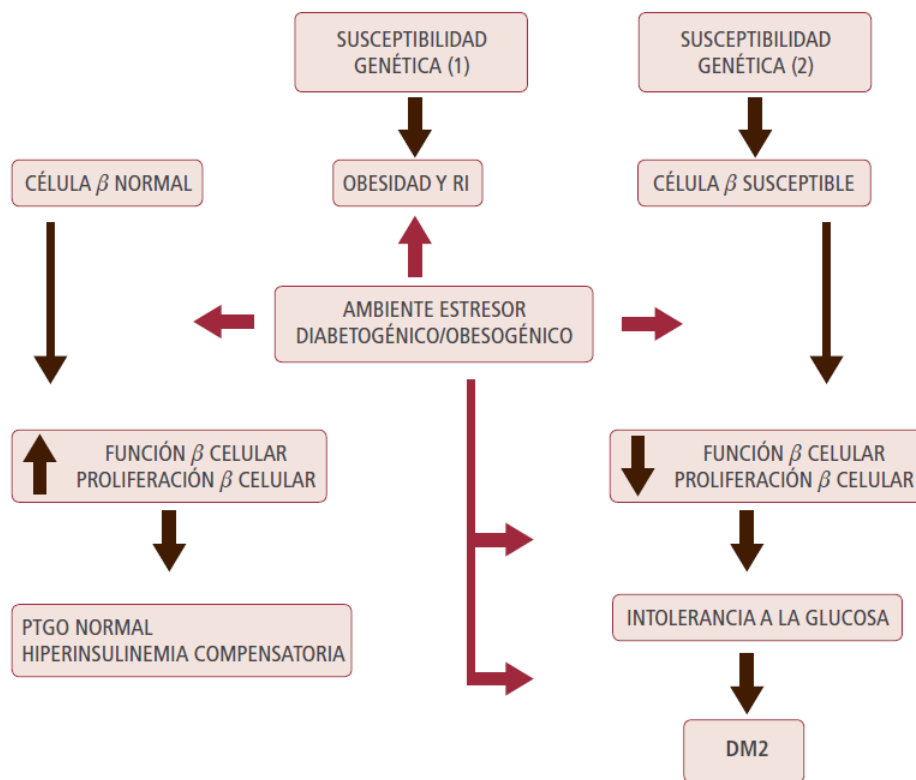 SUSCEPTIBILIDAD
GENÉTICA (1)
SUSCEPTIBILIDAD
GENÉTICA (2)
CÉLULA β NORMAL
OBESIDAD Y RI
CÉLULA β SUSCEPTIBLE
AMBIENTE ESTRESOR
DIABETOGÉNICO/OBESOGÉNICO
FUNCIÓN β CELULAR
PROLIFERACIÓN β CELULAR
FUNCIÓN β CELULAR
PROLIFERACIÓN β CELULAR
PTGO NORMAL
HIPERINSULINEMIA COMPENSATORIA
INTOLERANCIA A LA GLUCOSA
DM2